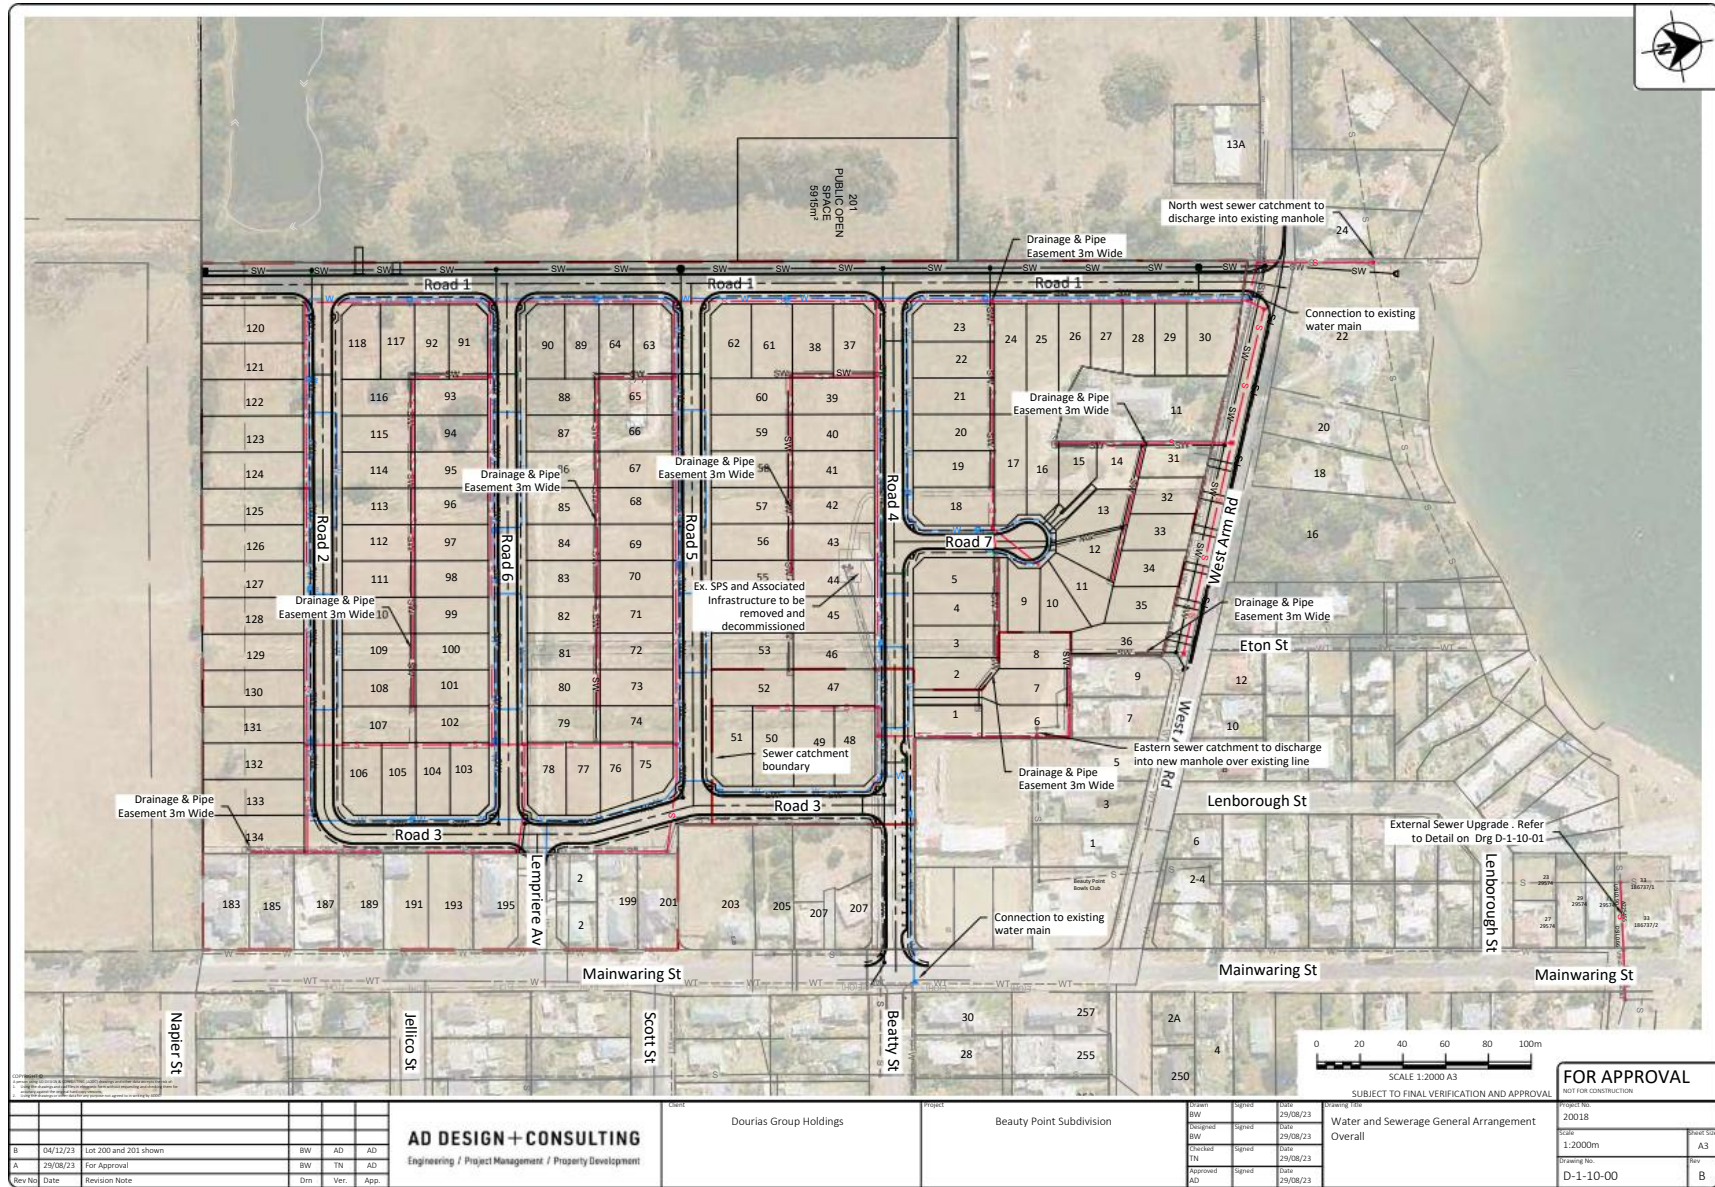 N
201
PUBLIC OPEN
SPACE
5915m²
13A
North west sewer catchment to
discharge into existing manhole
24
Drainage & Pipe
Easement 3m Wide
SW SW SW SW SW SW SW SW SW SW SW SW SW SW
Road 1 Road 1 Road 1
Connection to existing
water main
22
120 118 117 92 91 90 89 64 63 62 61 38 37 23 24 25 26 27 28 29 30
121 22
122 116 93 88 65 60 39 21
Drainage & Pipe
Easement 3m Wide
11
123 115 94 87 66 59 40 20
20
124 114 95 67 41 19 17 16 15 14 31
18
Drainage & Pipe
Easement 3m Wide
Drainage & Pipe
Easement 3m Wide
125 113 96 85 68 57 42 18 13 32
Road 2 Road 6 Road 5 Road 4 West Arm Rd
126 112 97 84 69 56 43
Road 7
12 33
16
127 111 98 83 70 55 44 5 9 10 11 34
Ex. SPS and Associated
Infrastructure to be
removed and
decommissioned
Drainage & Pipe
Easement 3m Wide
128 99 82 71 45 4 35
Drainage & Pipe
Easement 3m Wide
129 109 100 81 72 53 46 3 8 36
Eton St
130 108 101 80 73 52 47 2 7 9 12
131 107 102 79 74 51 50 49 48 1 6 7 10
Sewer catchment
boundary
Eastern sewer catchment to discharge
into new manhole over existing line
132 106 105 104 103 78 77 76 75 5 8
Drainage & Pipe
Easement 3m Wide
133
Drainage & Pipe
Easement 3m Wide
Road 3 3
Lenborough St
134 Road 3
1 6
External Sewer Upgrade . Refer
to Detail on Drg D-1-10-01
Lempriere Av
2 2-4
Beauty Point
Bowls Club
Lenborough St
183 185 187 189 191 193 195 2 199 201 203 205 207 207
Connection to existing
water main
Mainwaring St Mainwaring St Mainwaring St
Napier St
Jellico St
Scott St
Beatty St
30 257 2A
28 255 4
250
0 20 40 60 80 100m
SCALE 1:2000 A3
SUBJECT TO FINAL VERIFICATION AND APPROVAL
FOR APPROVAL
NOT FOR CONSTRUCTION
B 04/12/23 Lot 200 and 201 shown BW AD AD
A 29/08/23 For Approval BW TN AD
Rev No Date Revision Note Drn Ver. App.
AD DESIGN+CONSULTING
Engineering / Project Management / Property Development
Client
Dourias Group Holdings
Project
Beauty Point Subdivision
Drawn Signed Date
BW 29/08/23
Designed Signed Date
BW 29/08/23
Checked Signed Date
TN 29/08/23
Approved Signed Date
AD 29/08/23
Drawing Title
Water and Sewerage General Arrangement
Overall
Project No.
20018
Scale
1:2000m
Sheet Size
A3
Drawing No.
D-1-10-00
Rev
B